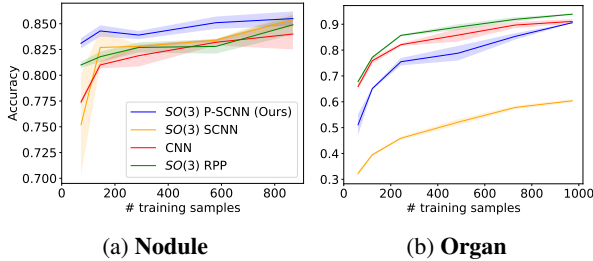 0.850
0.825
0.800
0.775
0.750
0.725
0.700
Accuracy
0 200 400 600 800
# training samples
SO(3) P-SCNN (Ours)
SO(3) SCNN
CNN
SO(3) RPP
(a) Nodule
0.9
0.8
0.7
0.6
0.5
0.4
0.3
0 200 400 600 800 1000
# training samples
(b) Organ